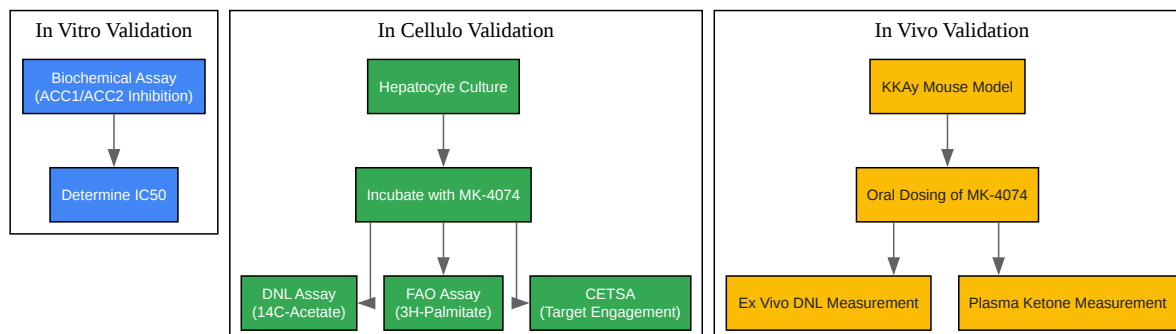 In Vitro Validation
Biochemical Assay
(ACC1/ACC2 Inhibition)
Determine IC50
In Cellulo Validation
Hepatocyte Culture
Incubate with MK-4074
DNL Assay
(14C-Acetate)
FAO Assay
(3H-Palmitate)
CETSA
(Target Engagement)
In Vivo Validation
KKAy Mouse Model
Oral Dosing of MK-4074
Ex Vivo DNL Measurement
Plasma Ketone Measurement